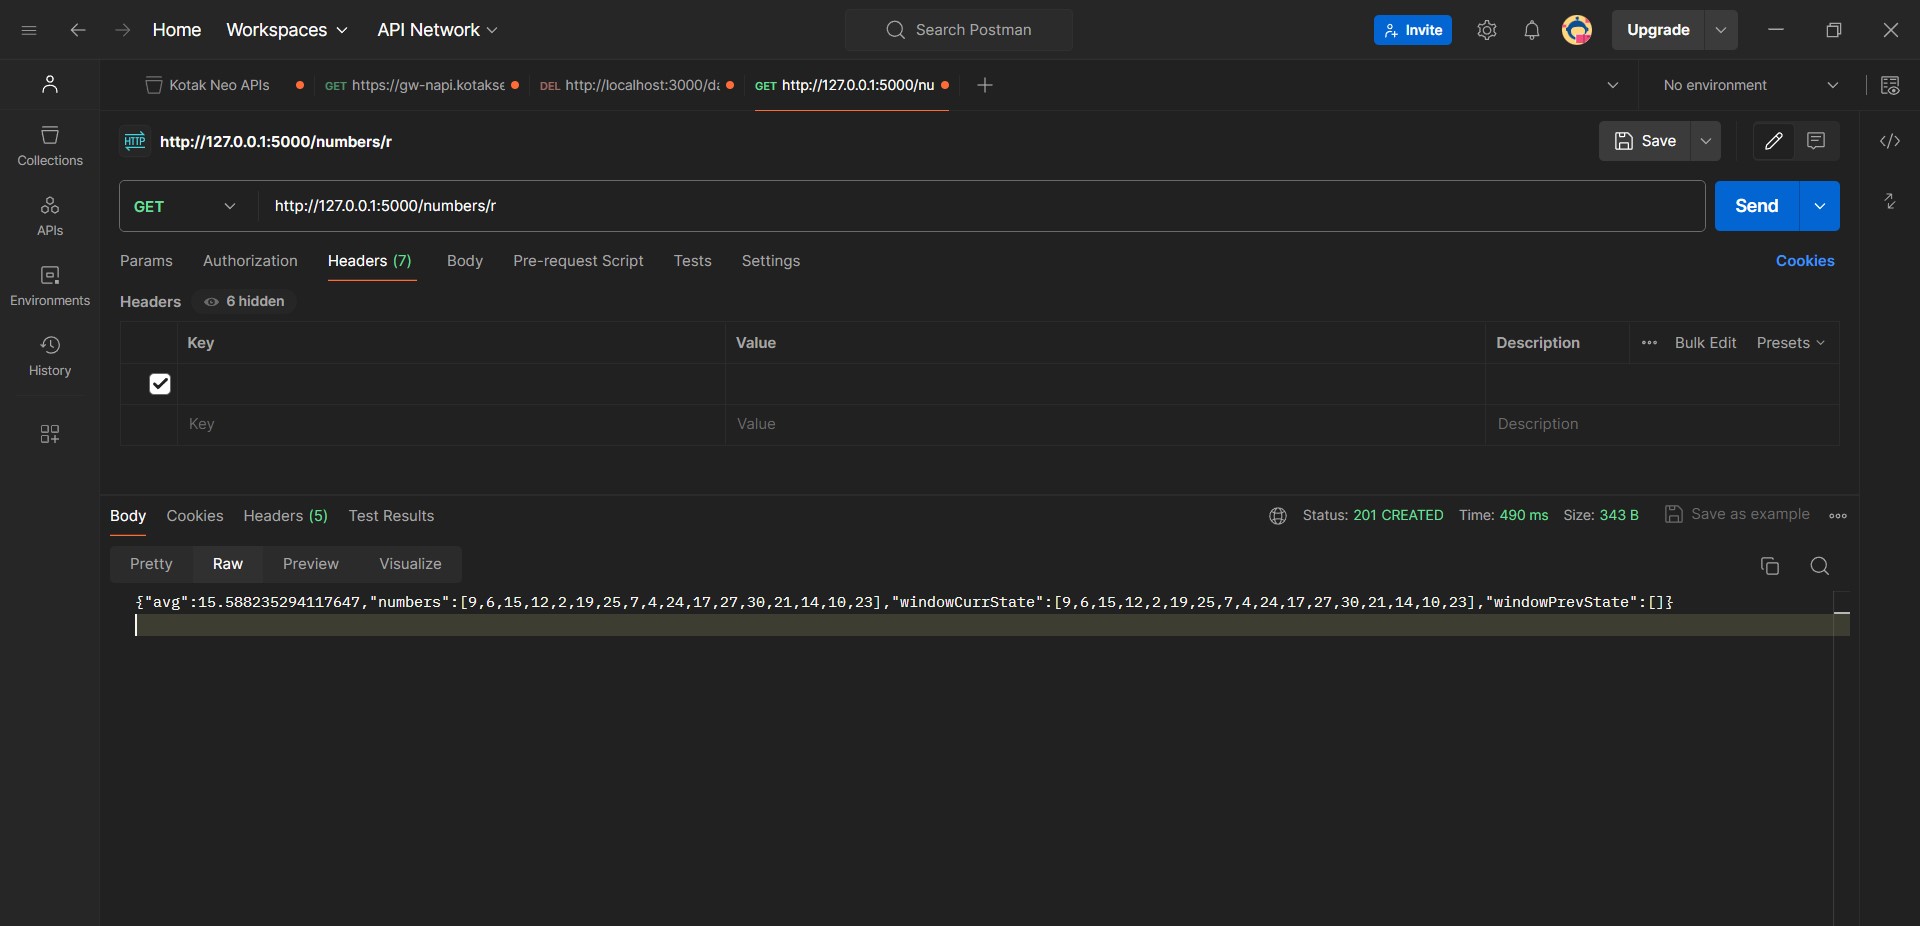 Home Workspaces API Network Search Postman Invite Upgrade
Kotak Neo APIs GET https://gw-napi.kotakse DEL http://localhost:3000/da GET http://127.0.0.1:5000/nu No environment
HTTP http://127.0.0.1:5000/numbers/r Save
Collections
GET http://127.0.0.1:5000/numbers/r Send
APIs
Params Authorization Headers (7) Body Pre-request Script Tests Settings Cookies
Environments
Headers 6 hidden
Key Value Description Bulk Edit Presets
History
Key Value Description
Body Cookies Headers (5) Test Results Status: 201 CREATED Time: 490 ms Size: 343 B Save as example
Pretty Raw Preview Visualize
{"avg":15.588235294117647,"numbers":[9,6,15,12,2,19,25,7,4,24,17,27,30,21,14,10,23],"windowCurrState":[9,6,15,12,2,19,25,7,4,24,17,27,30,21,14,10,23],"windowPrevState":[]}